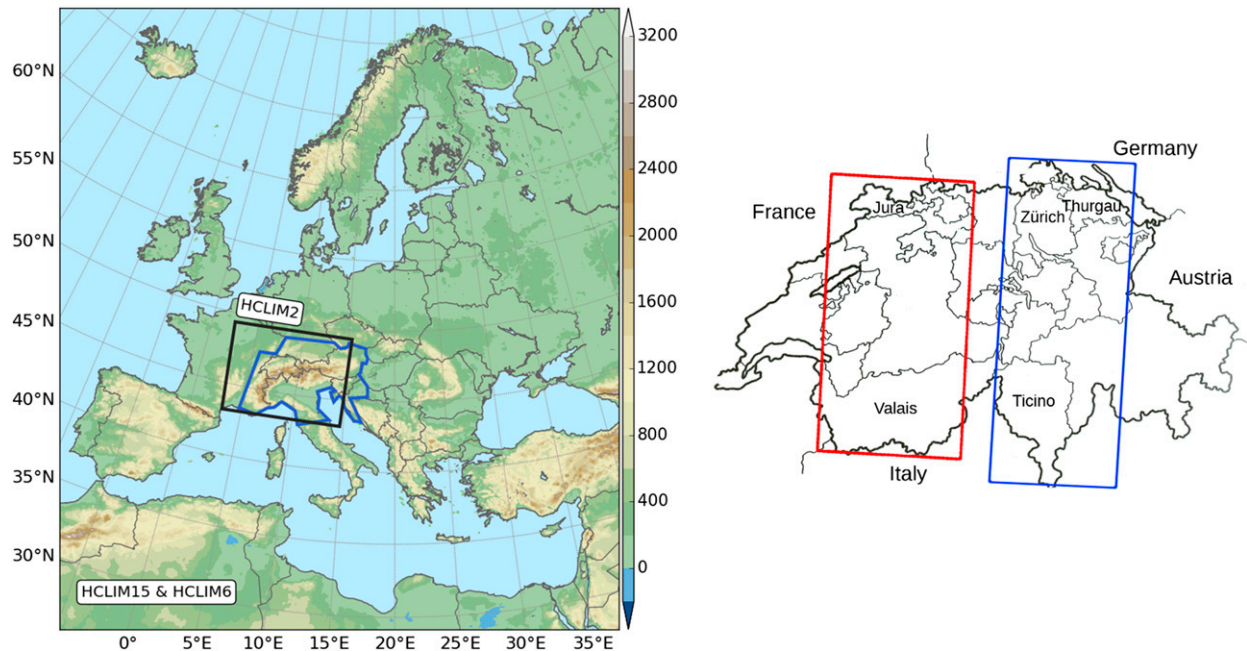 60°N
55°N
50°N
45°N
40°N
35°N
30°N
HCLIM2
HCLIM15 & HCLIM6
0°
5°E
10°E
15°E
20°E
25°E
30°E
35°E
3200
2800
2400
2000
1600
1200
800
400
0
Germany
France
Jura
Zürich
Thurgau
Austria
Valais
Ticino
Italy